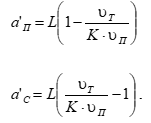 a'_П = L(1 − υ_T / (K · υ_П))
a'_C = L(υ_T / (K · υ_П) − 1).